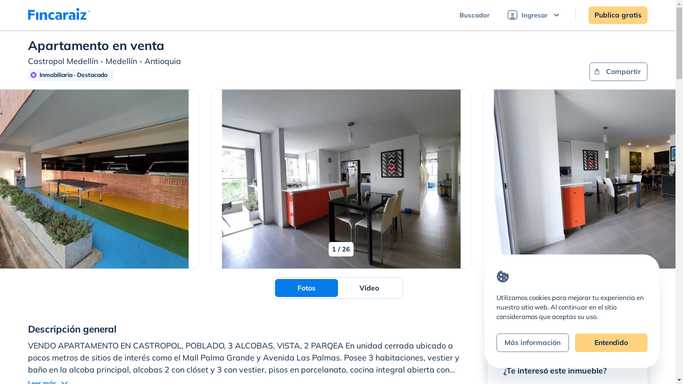 Fincaraiz
Buscador
Ingresar
Publica gratis
Apartamento en venta
Castropol Medellín - Medellín - Antioquia
Inmobiliaria · Destacado
Compartir
1 / 26
Fotos
Video
Utilizamos cookies para mejorar tu experiencia en
nuestro sitio web. Al continuar en el sitio
consideramos que aceptas su uso.
Más información
Entendido
Descripción general
VENDO APARTAMENTO EN CASTROPOL, POBLADO, 3 ALCOBAS, VISTA, 2 PARQEA En unidad cerrada ubicado a
pocos metros de sitios de interés como el Mall Palma Grande y Avenida Las Palmas. Posee 3 habitaciones, vestier y
baño en la alcoba principal, alcobas 2 con clóset y 3 con vestier, pisos en porcelanato, cocina integral abierta con...
Leer más
¿Te interesó este inmueble?